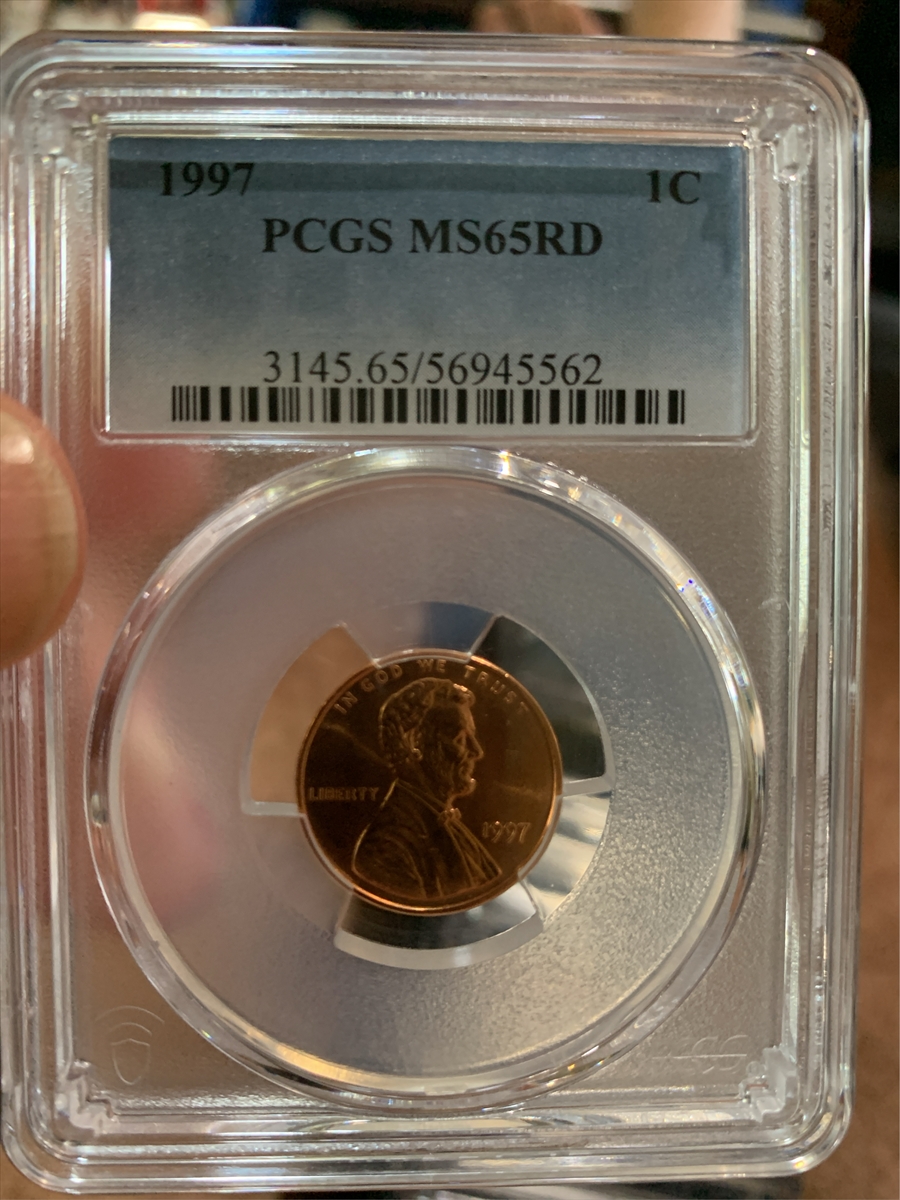 1997 1C
PCGS MS65RD
3145.65/56945562
IN GOD WE TRUST
LIBERTY
1997